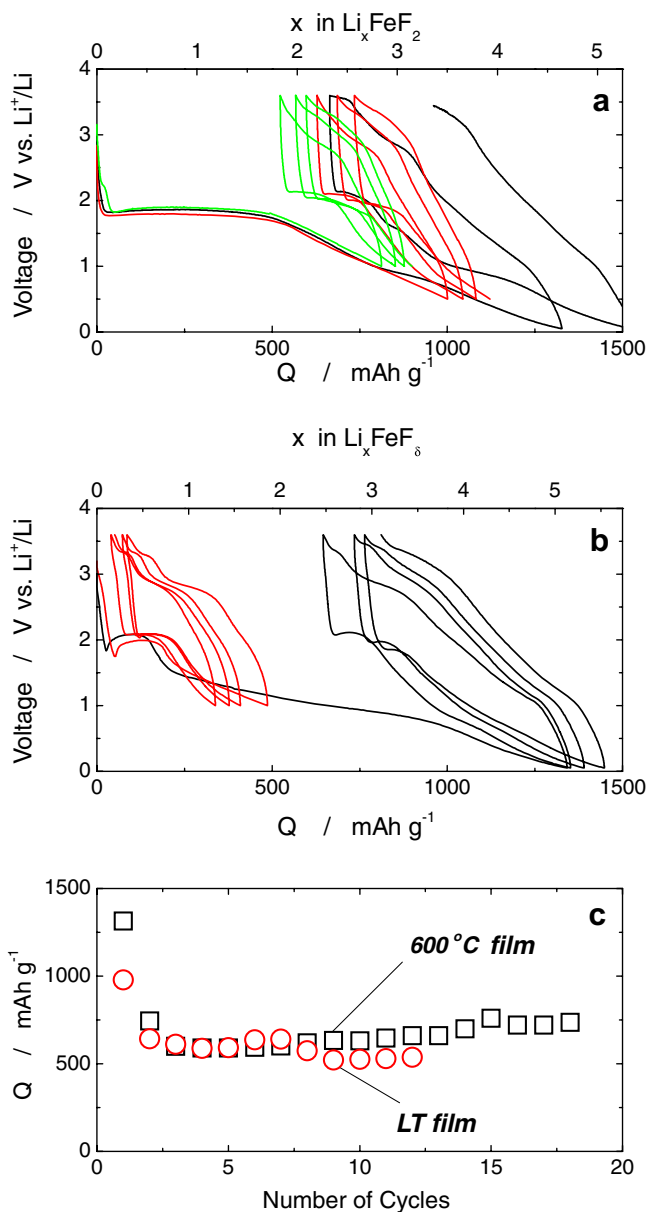 x in LixFeF2
0 1 2 3 4 5
4
3
2
1
0
Voltage / V vs. Li+/Li
a
0 500 1000 1500
Q / mAh g-1
x in LixFeFδ
0 1 2 3 4 5
4
3
2
1
0
Voltage / V vs. Li+/Li
b
0 500 1000 1500
Q / mAh g-1
1500
1000
500
0
Q / mAh g-1
c
600°C film
LT film
0 5 10 15 20
Number of Cycles